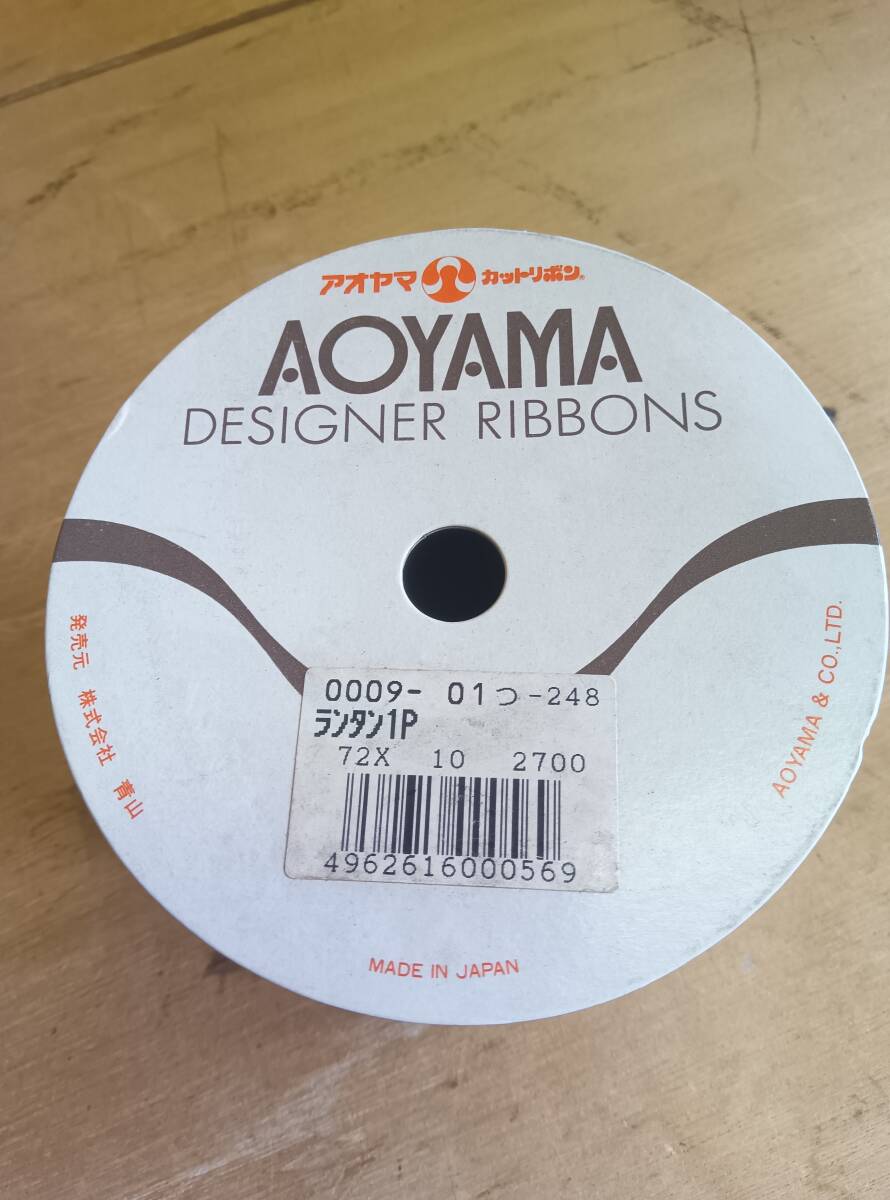 アオヤマ カットリボン®
AOYAMA
DESIGNER RIBBONS
発売元 株式会社 青山
AOYAMA & CO.,LTD.
0009- 01つ-248
ランタン1P
72X 10 2700
4962616000569
MADE IN JAPAN